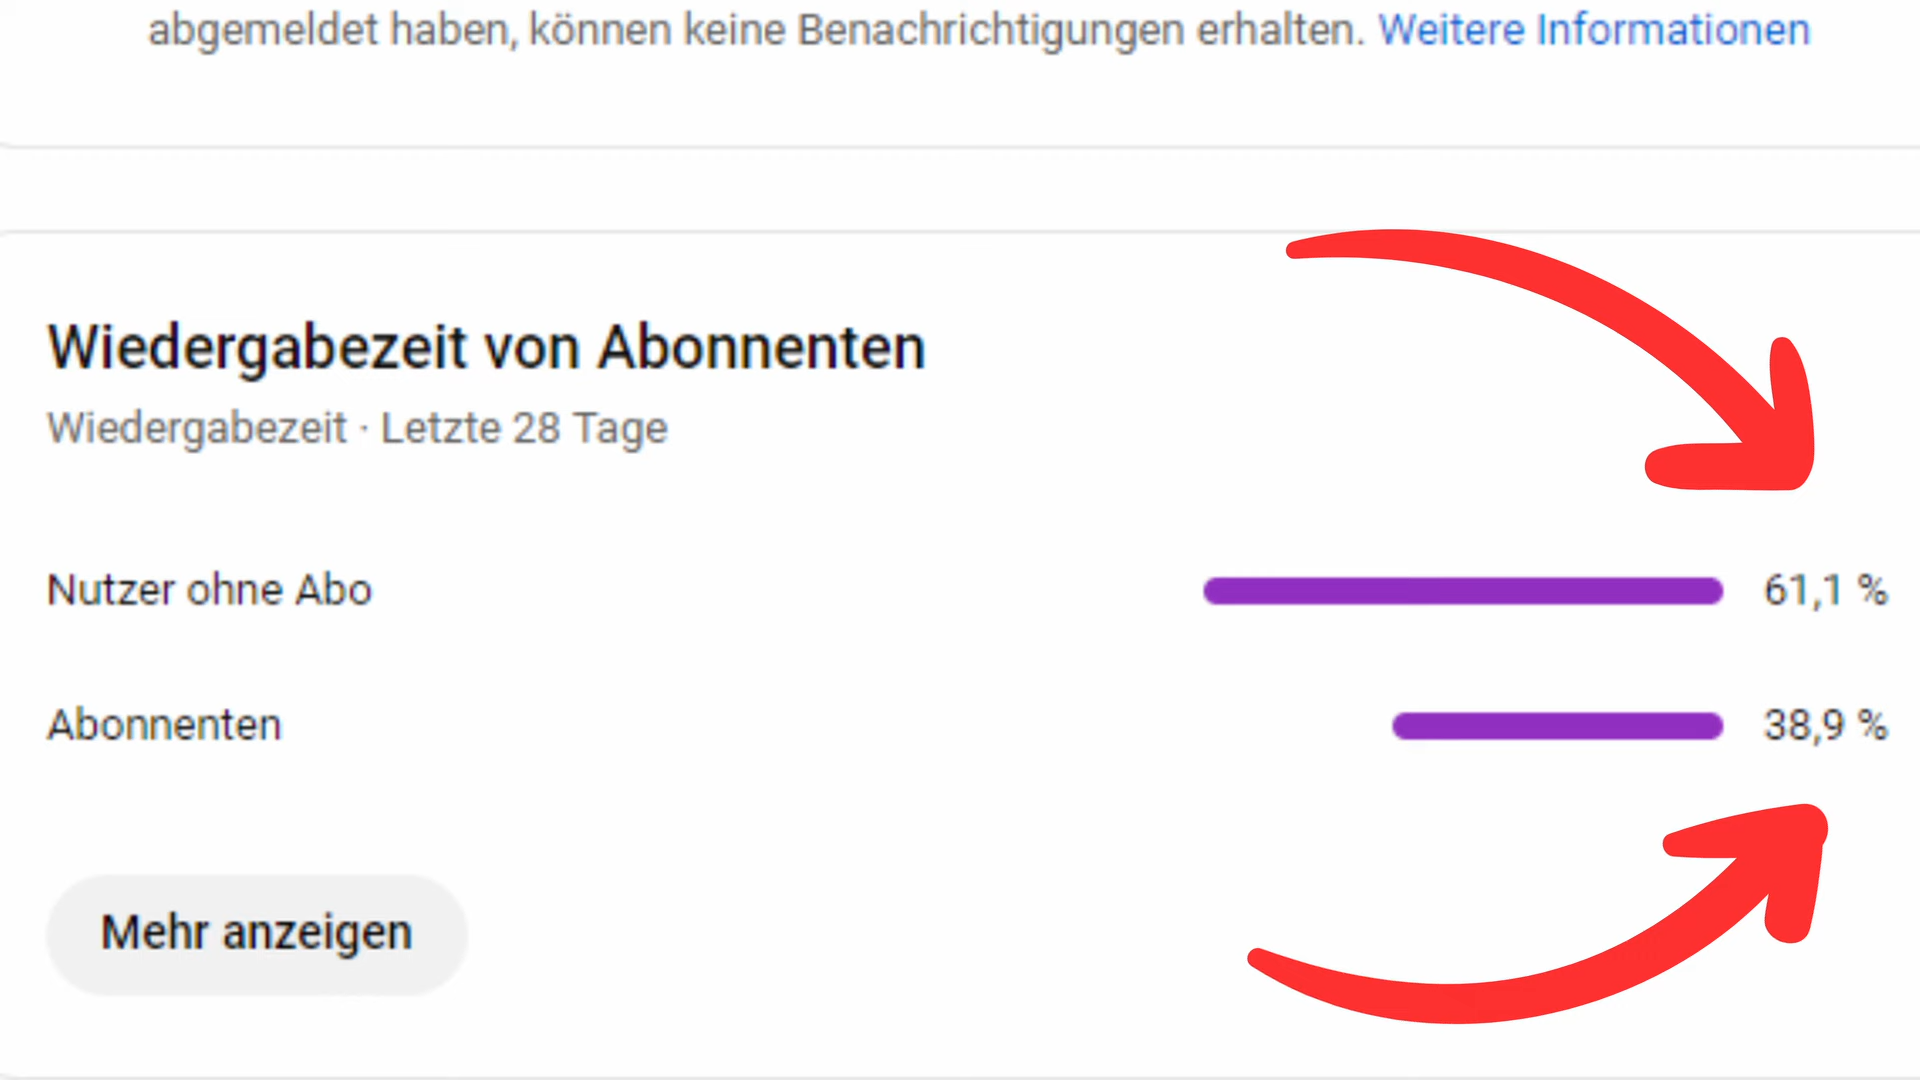 abgemeldet haben, können keine Benachrichtigungen erhalten. Weitere Informationen
Wiedergabezeit von Abonnenten
Wiedergabezeit · Letzte 28 Tage
Nutzer ohne Abo 61,1 %
Abonnenten 38,9 %
Mehr anzeigen